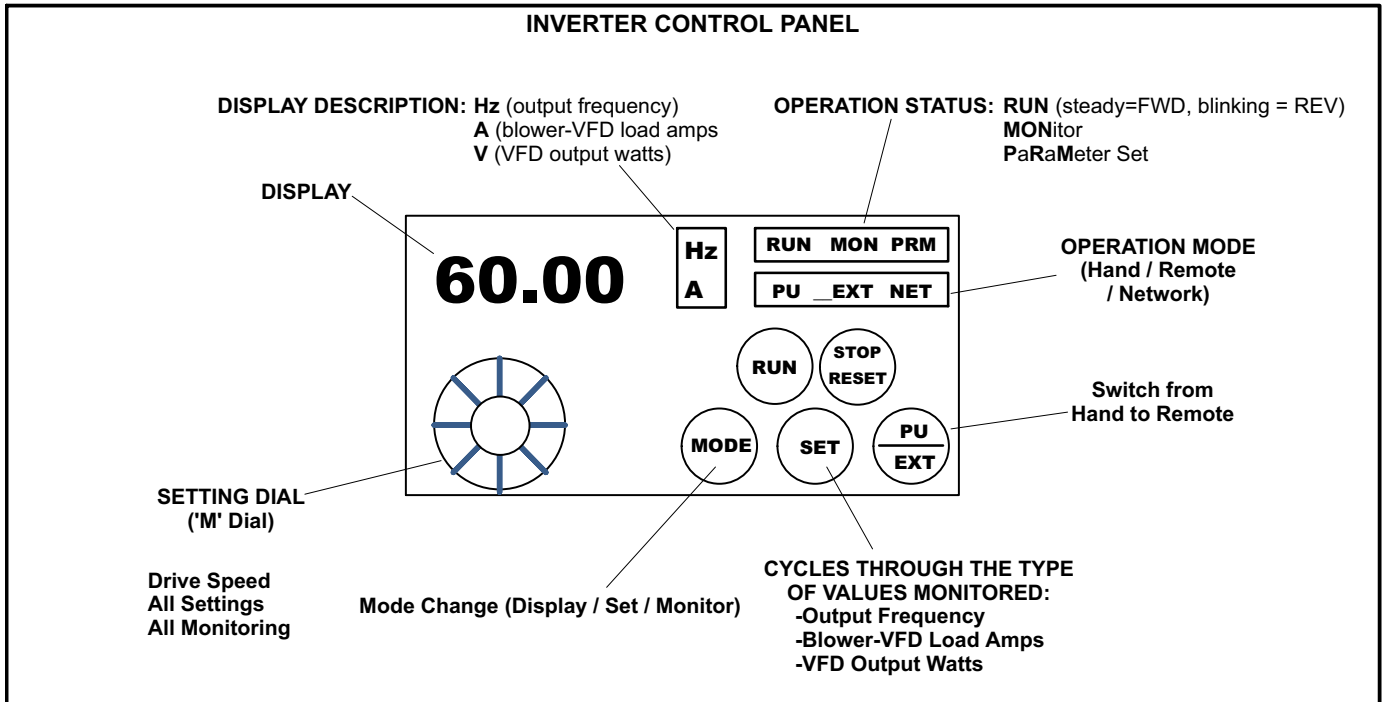 INVERTER CONTROL PANEL
DISPLAY DESCRIPTION: Hz (output frequency)
A (blower-VFD load amps
V (VFD output watts)
OPERATION STATUS: RUN (steady=FWD, blinking = REV)
MONitor
PaRaMeter Set
DISPLAY
60.00
Hz
A
RUN MON PRM
PU _EXT NET
OPERATION MODE
(Hand / Remote
/ Network)
RUN
STOP
RESET
Switch from
Hand to Remote
MODE
SET
PU
EXT
SETTING DIAL
('M' Dial)
Drive Speed
All Settings
All Monitoring
Mode Change (Display / Set / Monitor)
CYCLES THROUGH THE TYPE
OF VALUES MONITORED:
-Output Frequency
-Blower-VFD Load Amps
-VFD Output Watts